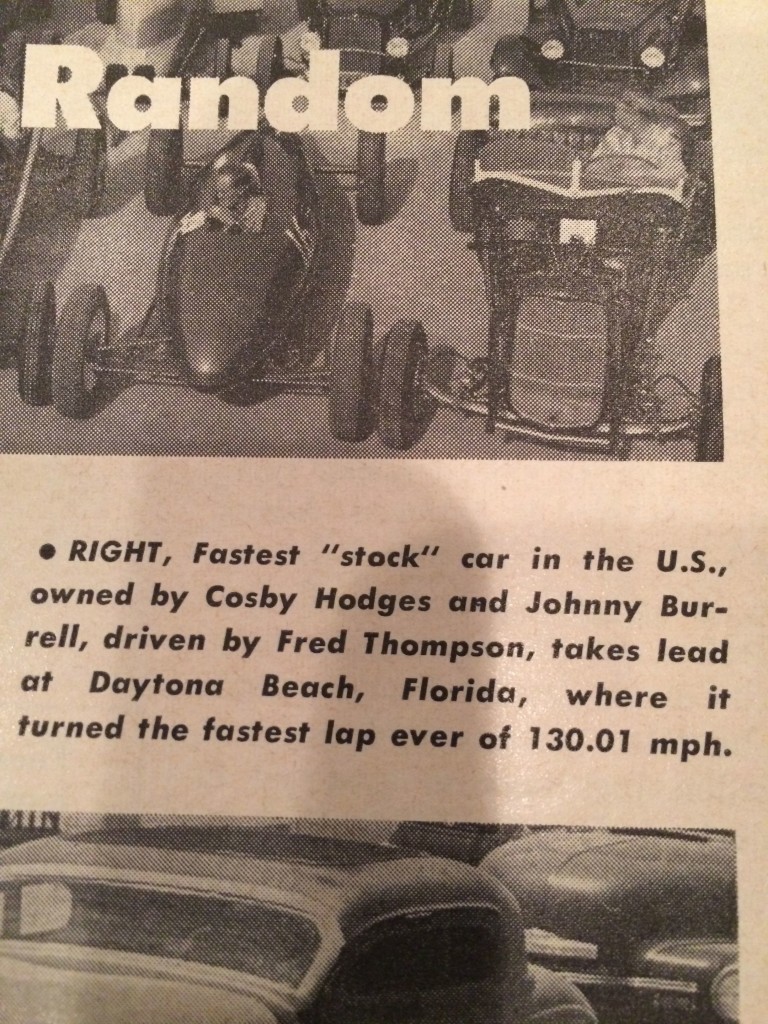 Random
● RIGHT, Fastest "stock" car in the U.S.,
owned by Cosby Hodges and Johnny Bur-
rell, driven by Fred Thompson, takes lead
at Daytona Beach, Florida, where it
turned the fastest lap ever of 130.01 mph.